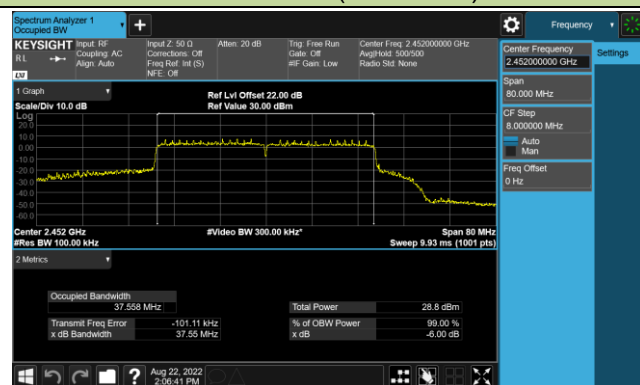 Spectrum Analyzer 1
Occupied BW
Frequency
KEYSIGHT
RL
LXI
Input: RF
Coupling: AC
Align: Auto
Input Z: 50 Ω
Corrections: Off
Freq Ref: Int (S)
NFE: Off
Atten: 20 dB
Trig: Free Run
Gate: Off
#IF Gain: Low
Center Freq: 2.452000000 GHz
Avg|Hold: 500/500
Radio Std: None
Center Frequency
2.452000000 GHz
Settings
Span
80.000 MHz
CF Step
8.000000 MHz
Auto
Man
Freq Offset
0 Hz
1 Graph
Scale/Div 10.0 dB
Ref Lvl Offset 22.00 dB
Ref Value 30.00 dBm
Log
20.0
10.0
0.00
-10.0
-20.0
-30.0
-40.0
-50.0
-60.0
Center 2.452 GHz
#Res BW 100.00 kHz
#Video BW 300.00 kHz*
Span 80 MHz
Sweep 9.93 ms (1001 pts)
2 Metrics
Occupied Bandwidth
37.558 MHz
Total Power 28.8 dBm
Transmit Freq Error -101.11 kHz
% of OBW Power 99.00 %
x dB Bandwidth 37.55 MHz
x dB -6.00 dB
?
Aug 22, 2022
2:06:41 PM